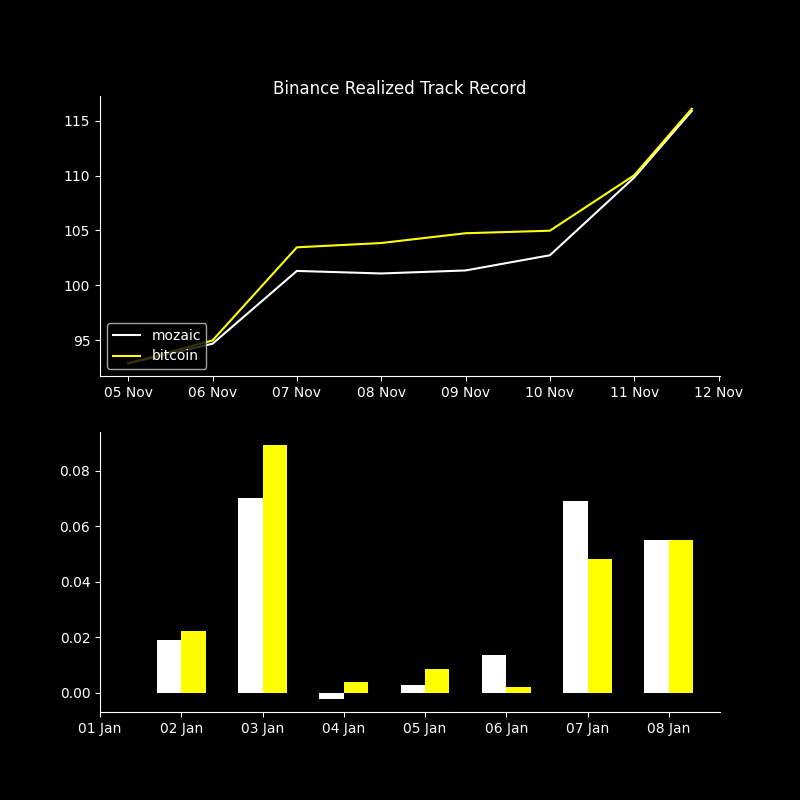 Binance Realized Track Record
115
110
105
100
95
mozaic
bitcoin
05 Nov 06 Nov 07 Nov 08 Nov 09 Nov 10 Nov 11 Nov 12 Nov
0.08
0.06
0.04
0.02
0.00
01 Jan 02 Jan 03 Jan 04 Jan 05 Jan 06 Jan 07 Jan 08 Jan